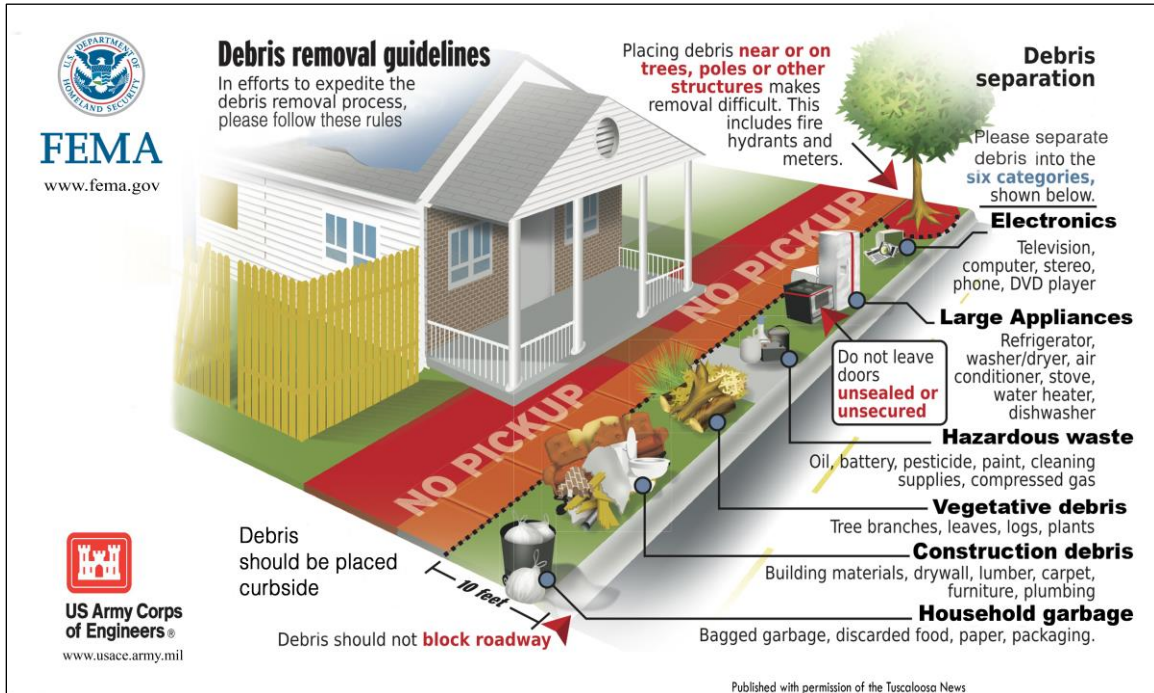 U.S. DEPARTMENT OF
HOMELAND SECURITY
FEMA
www.fema.gov
Debris removal guidelines
In efforts to expedite the
debris removal process,
please follow these rules
Placing debris near or on
trees, poles or other
structures makes
removal difficult. This
includes fire
hydrants and
meters.
Debris
separation
Please separate
debris into the
six categories,
shown below.
Electronics
Television,
computer, stereo,
phone, DVD player
Large Appliances
Refrigerator,
washer/dryer, air
conditioner, stove,
water heater,
dishwasher
Do not leave
doors
unsealed or
unsecured
Hazardous waste
Oil, battery, pesticide, paint, cleaning
supplies, compressed gas
Vegetative debris
Tree branches, leaves, logs, plants
Construction debris
Building materials, drywall, lumber, carpet,
furniture, plumbing
Household garbage
Bagged garbage, discarded food, paper, packaging.
NO PICKUP
NO PICKUP
Debris
should be placed
curbside
10 feet
Debris should not block roadway
US Army Corps
of Engineers ®
www.usace.army.mil
Published with permission of the Tuscaloosa News